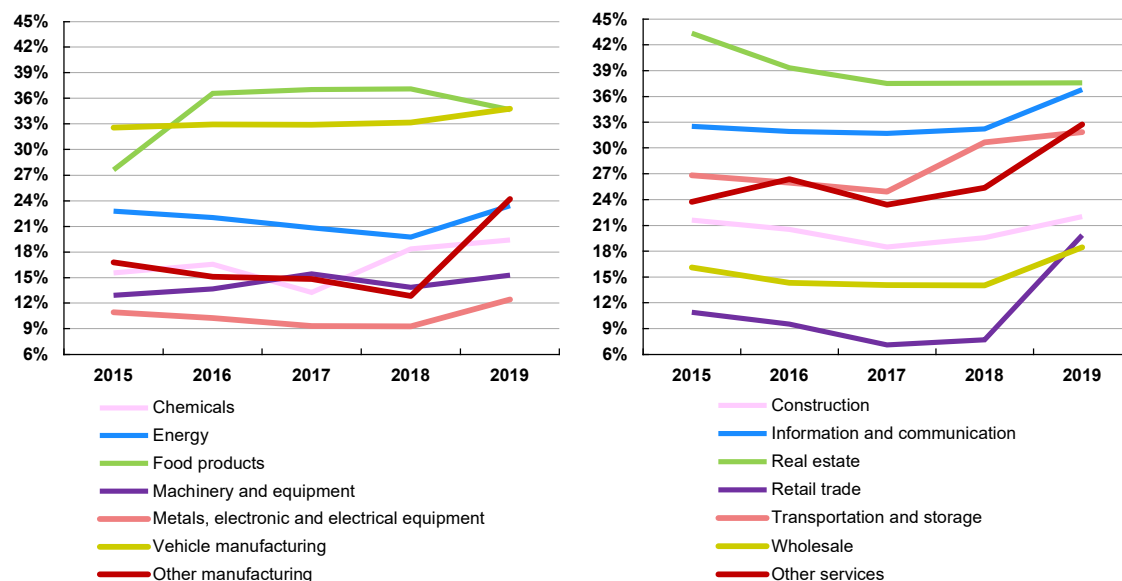 45%
42%
39%
36%
33%
30%
27%
24%
21%
18%
15%
12%
9%
6%
2015 2016 2017 2018 2019
Chemicals
Energy
Food products
Machinery and equipment
Metals, electronic and electrical equipment
Vehicle manufacturing
Other manufacturing
45%
42%
39%
36%
33%
30%
27%
24%
21%
18%
15%
12%
9%
6%
2015 2016 2017 2018 2019
Construction
Information and communication
Real estate
Retail trade
Transportation and storage
Wholesale
Other services